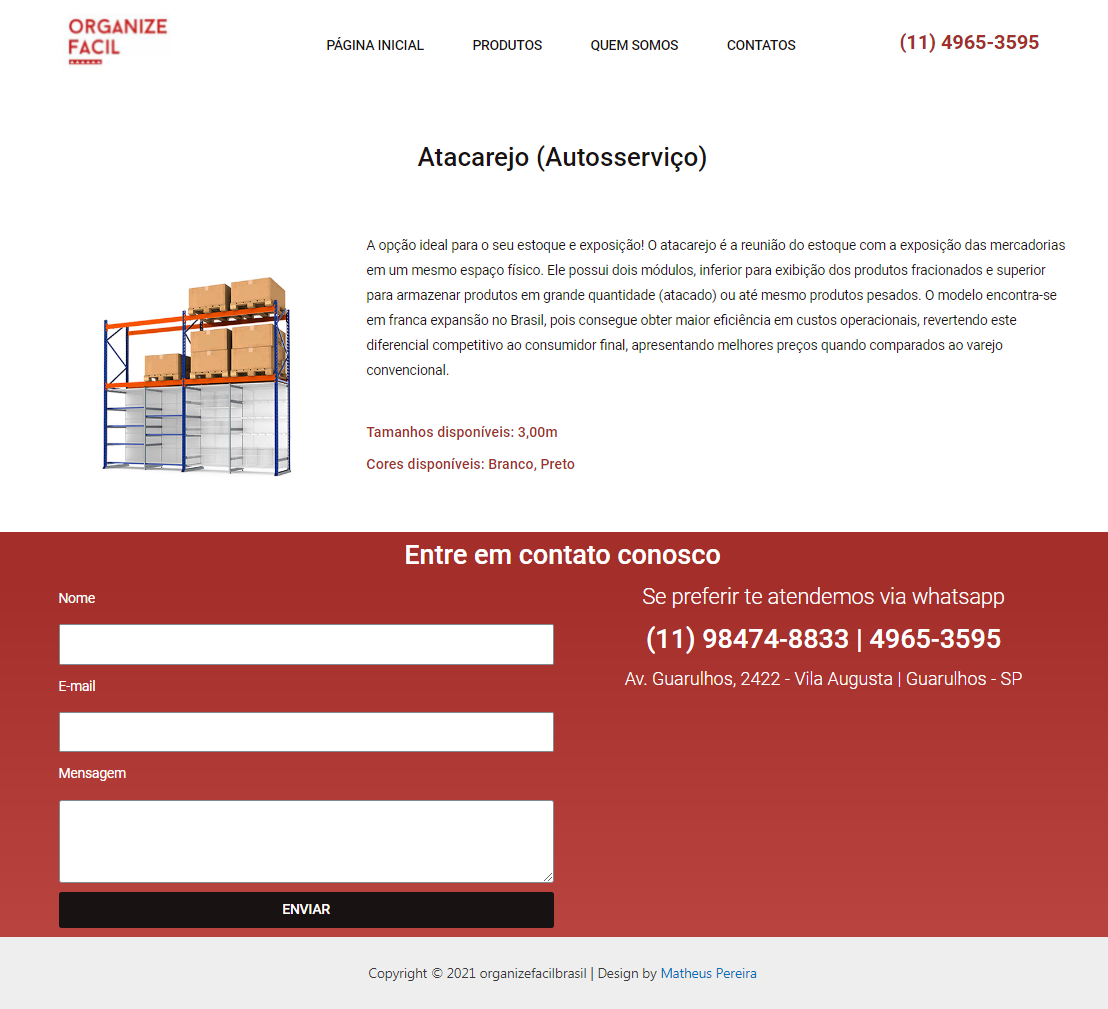 ORGANIZE
FACIL
PÁGINA INICIAL
PRODUTOS
QUEM SOMOS
CONTATOS
(11) 4965-3595
Atacarejo (Autosserviço)
A opção ideal para o seu estoque e exposição! O atacarejo é a reunião do estoque com a exposição das mercadorias
em um mesmo espaço físico. Ele possui dois módulos, inferior para exibição dos produtos fracionados e superior
para armazenar produtos em grande quantidade (atacado) ou até mesmo produtos pesados. O modelo encontra-se
em franca expansão no Brasil, pois consegue obter maior eficiência em custos operacionais, revertendo este
diferencial competitivo ao consumidor final, apresentando melhores preços quando comparados ao varejo
convencional.
Tamanhos disponíveis: 3,00m
Cores disponíveis: Branco, Preto
Entre em contato conosco
Nome
E-mail
Mensagem
ENVIAR
Se preferir te atendemos via whatsapp
(11) 98474-8833 | 4965-3595
Av. Guarulhos, 2422 - Vila Augusta | Guarulhos - SP
Copyright © 2021 organizefacilbrasil | Design by Matheus Pereira